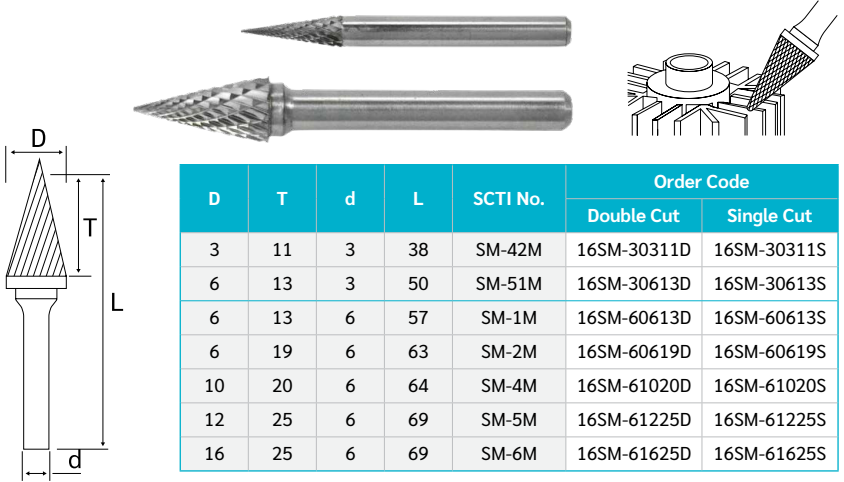 D
T
L
d
D T d L SCTI No. Order Code
Double Cut Single Cut
3 11 3 38 SM-42M 16SM-30311D 16SM-30311S
6 13 3 50 SM-51M 16SM-30613D 16SM-30613S
6 13 6 57 SM-1M 16SM-60613D 16SM-60613S
6 19 6 63 SM-2M 16SM-60619D 16SM-60619S
10 20 6 64 SM-4M 16SM-61020D 16SM-61020S
12 25 6 69 SM-5M 16SM-61225D 16SM-61225S
16 25 6 69 SM-6M 16SM-61625D 16SM-61625S